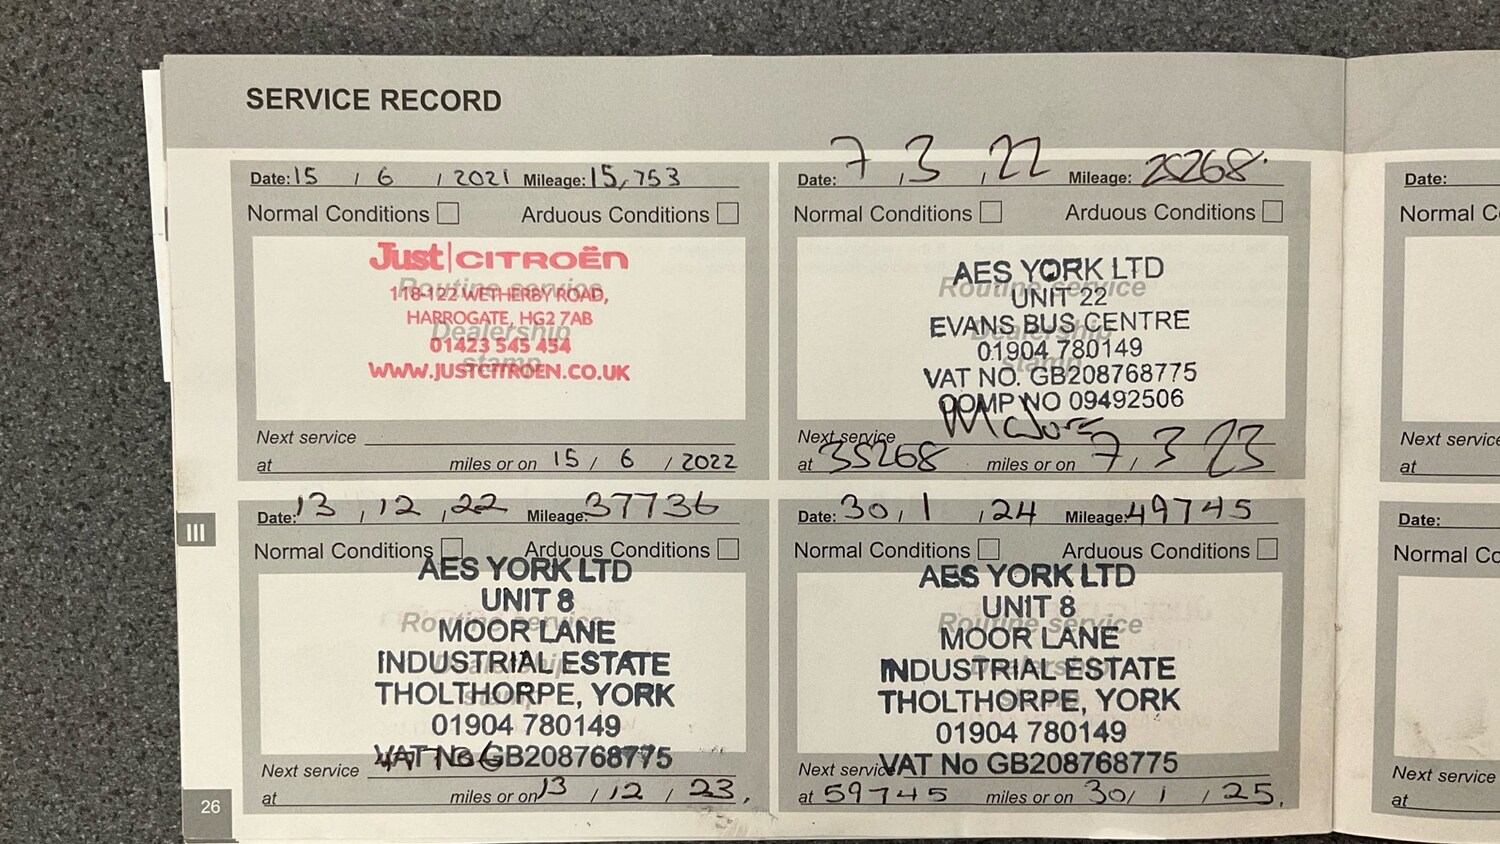 SERVICE RECORD
Date: 15 / 6 / 2021 Mileage: 15,753
Normal Conditions Arduous Conditions
Just CITROËN
Routine service
118-122 WETHERBY ROAD,
HARROGATE, HG2 7AB
Dealership
01423 545 454
stamp
WWW.JUSTCITROEN.CO.UK
Next service
at miles or on 15 / 6 / 2022
Date: 7 / 3 / 22 Mileage: 25268
Normal Conditions Arduous Conditions
AES YORK LTD
Routine service
UNIT 22
EVANS BUS CENTRE
Dealership
01904 780149
stamp
VAT NO. GB208768775
COMP NO 09492506
Next service
at 35268 miles or on 7 / 3 23
Date: 13 / 12 / 22 Mileage: 37736
Normal Conditions Arduous Conditions
AES YORK LTD
UNIT 8
Routine service
MOOR LANE
INDUSTRIAL ESTATE
Dealership
THOLTHORPE, YORK
stamp
01904 780149
VAT No GB208768775
Next service
at miles or on 13 / 12 / 23.
Date: 30 / 1 / 24 Mileage: 49745
Normal Conditions Arduous Conditions
AES YORK LTD
UNIT 8
Routine service
MOOR LANE
INDUSTRIAL ESTATE
Dealership
THOLTHORPE, YORK
stamp
01904 780149
VAT No GB208768775
Next service
at 59745 miles or on 30 / 1 / 25.
III
26
Date:
Normal
Next service
at
Date:
Normal
Next service
at